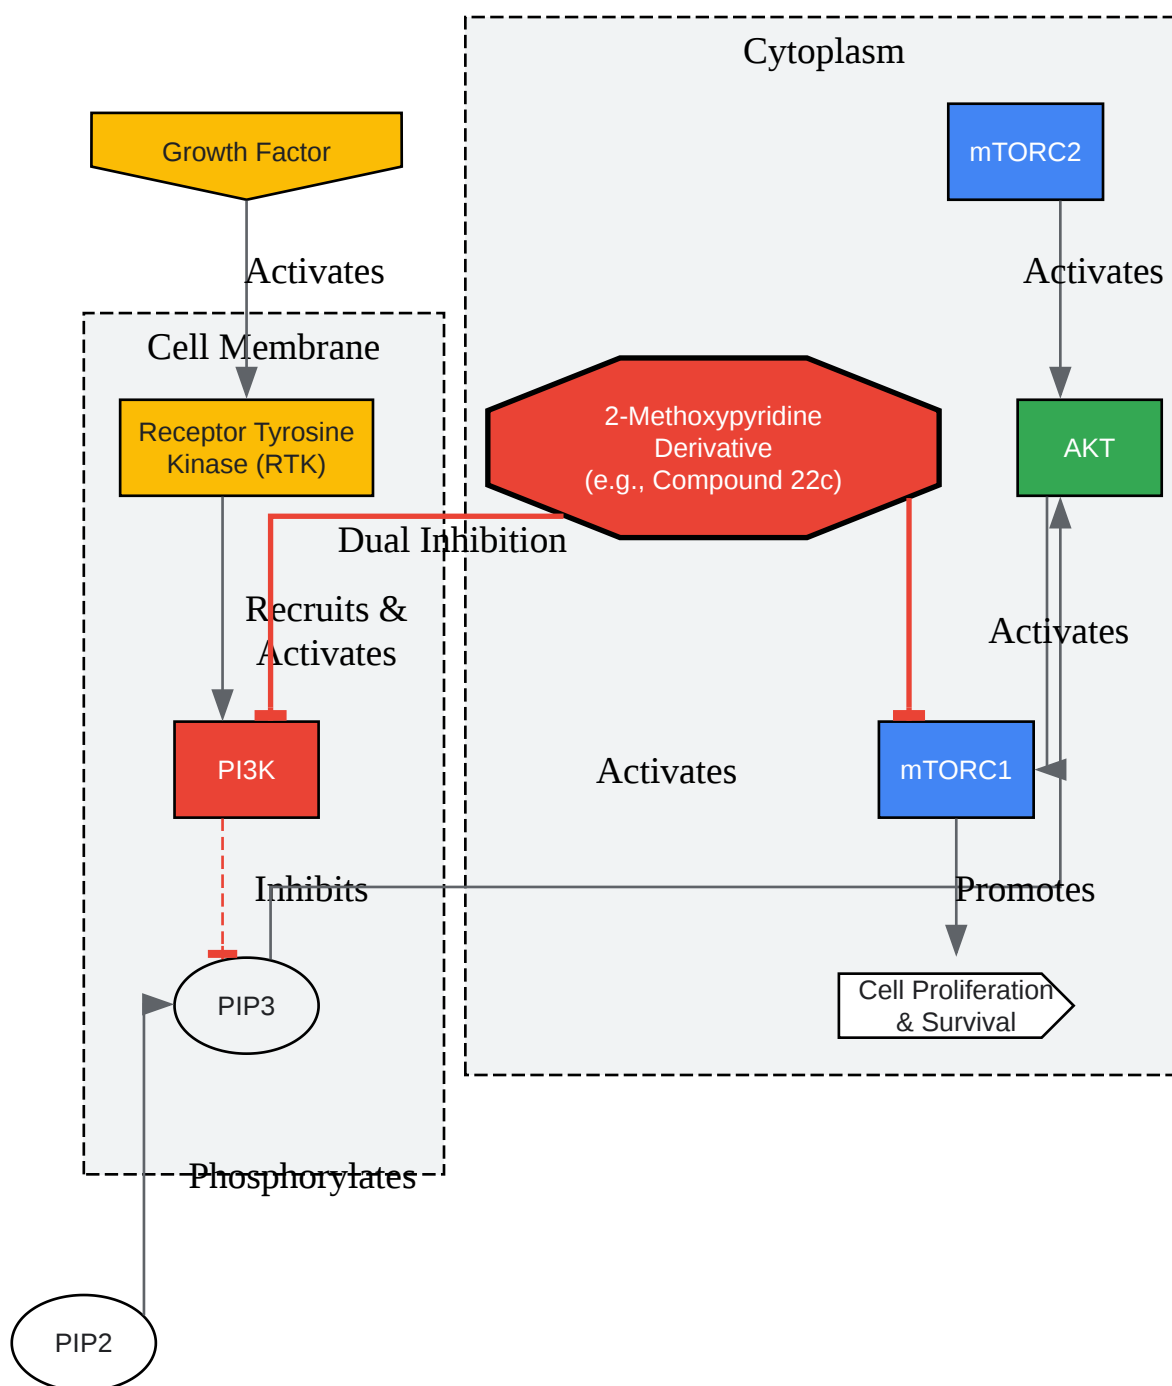 Cytoplasm
Growth Factor
mTORC2
Activates
Activates
Cell Membrane
Receptor Tyrosine
Kinase (RTK)
2-Methoxypyridine
Derivative
(e.g., Compound 22c)
AKT
Dual Inhibition
Recruits &
Activates
Activates
PI3K
Activates
mTORC1
Inhibits
Promotes
PIP3
Cell Proliferation
& Survival
Phosphorylates
PIP2